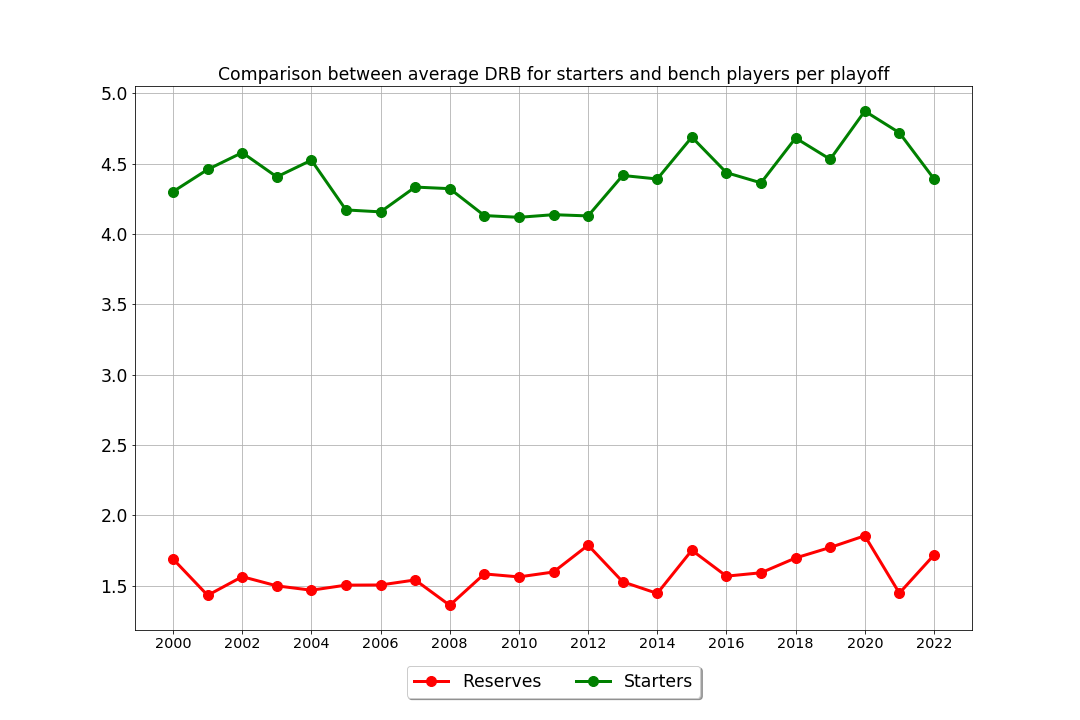 Comparison between average DRB for starters and bench players per playoff
5.0
4.5
4.0
3.5
3.0
2.5
2.0
1.5
2000 2002 2004 2006 2008 2010 2012 2014 2016 2018 2020 2022
Reserves Starters